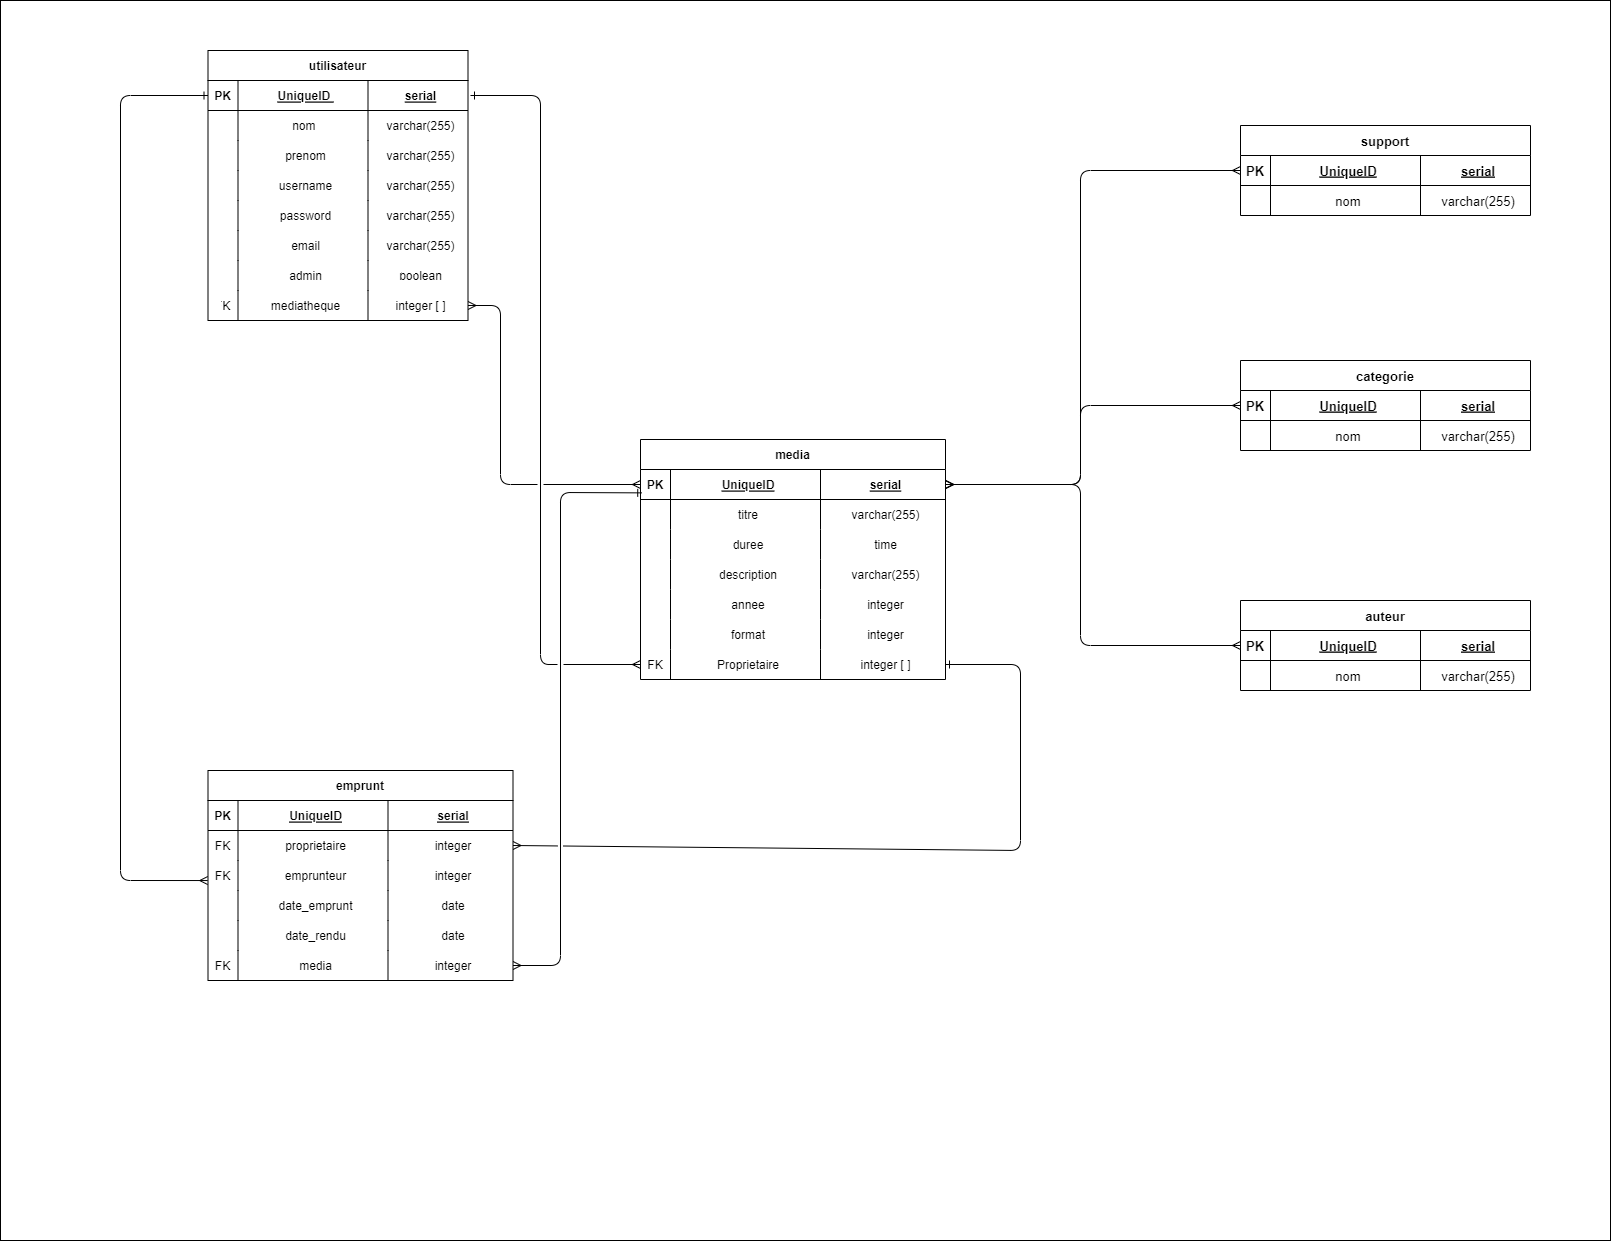 utilisateur
PK UniqueID serial
nom varchar(255)
prenom varchar(255)
username varchar(255)
password varchar(255)
email varchar(255)
admin boolean
K mediatheque integer [ ]
support
PK UniqueID serial
nom varchar(255)
categorie
PK UniqueID serial
nom varchar(255)
media
PK UniqueID serial
titre varchar(255)
duree time
description varchar(255)
annee integer
format integer
FK Proprietaire integer [ ]
auteur
PK UniqueID serial
nom varchar(255)
emprunt
PK UniqueID serial
FK proprietaire integer
FK emprunteur integer
date_emprunt date
date_rendu date
FK media integer